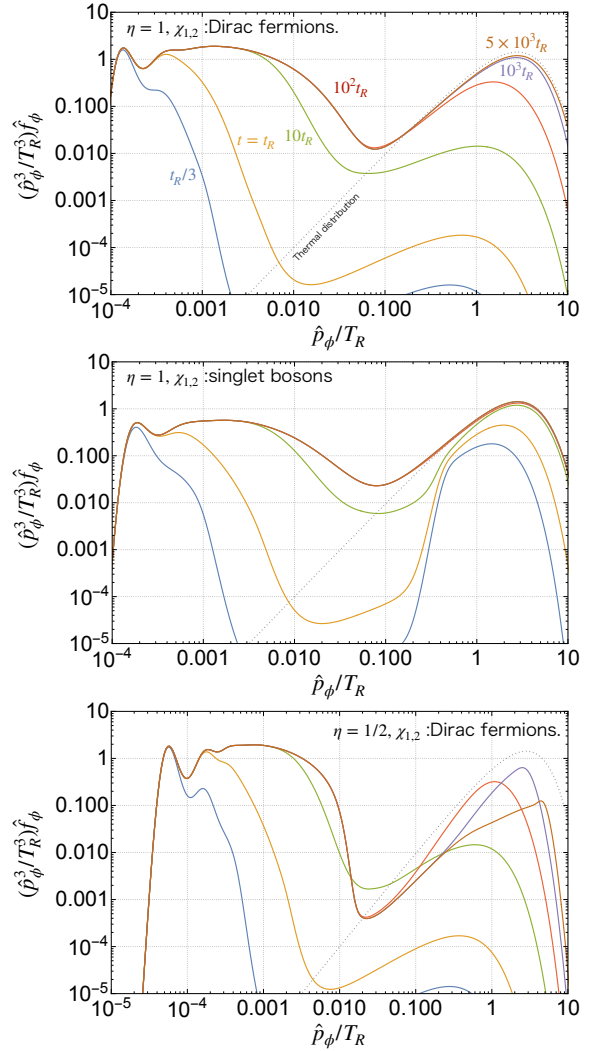 η = 1, χ1,2 :Dirac fermions.
5 × 10³tR
10³tR
10²tR
t = tR
10tR
tR/3
Thermal distribution
(p̂ϕ³/TR³)f̂ϕ
10
1
0.100
0.010
0.001
10⁻⁴
10⁻⁵
10⁻⁴ 0.001 0.010 0.100 1 10
p̂ϕ/TR
η = 1, χ1,2 :singlet bosons
(p̂ϕ³/TR³)f̂ϕ
10
1
0.100
0.010
0.001
10⁻⁴
10⁻⁵
10⁻⁴ 0.001 0.010 0.100 1 10
p̂ϕ/TR
η = 1/2, χ1,2 :Dirac fermions.
(p̂ϕ³/TR³)f̂ϕ
10
1
0.100
0.010
0.001
10⁻⁴
10⁻⁵
10⁻⁵ 10⁻⁴ 0.001 0.010 0.100 1 10
p̂ϕ/TR